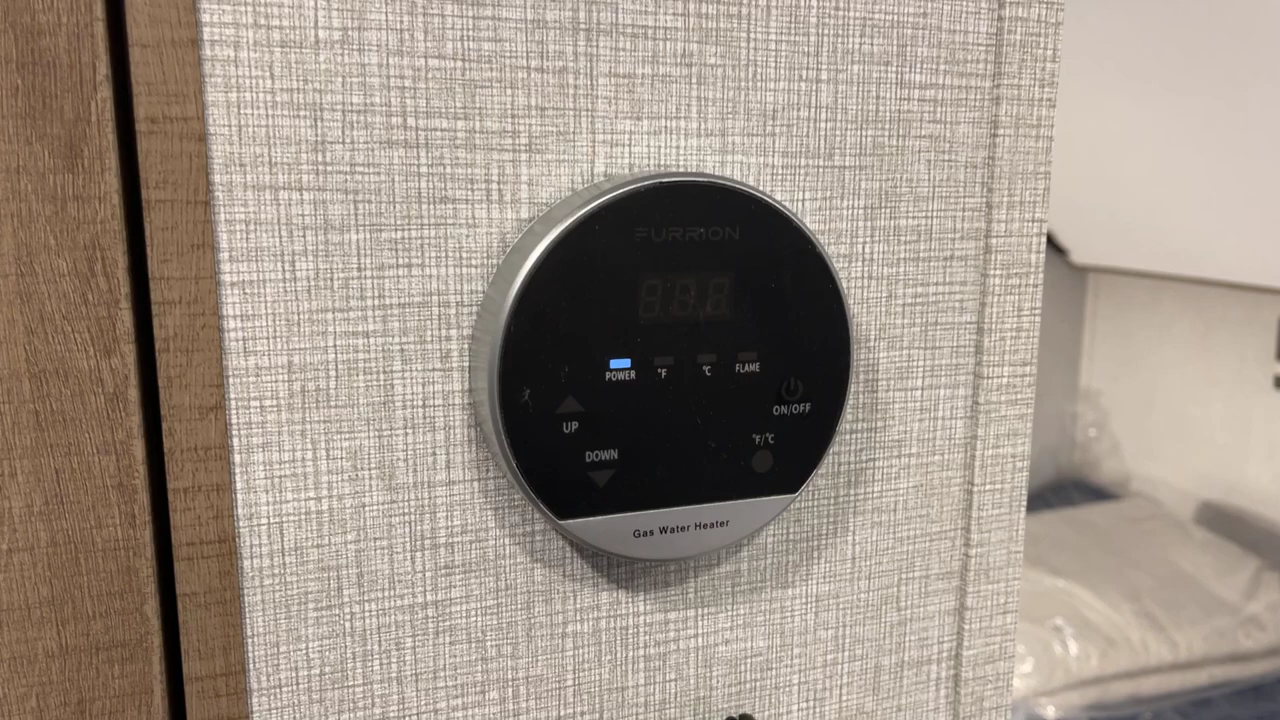 FURRION
POWER °F °C FLAME
ON/OFF
UP
°F/°C
DOWN
Gas Water Heater